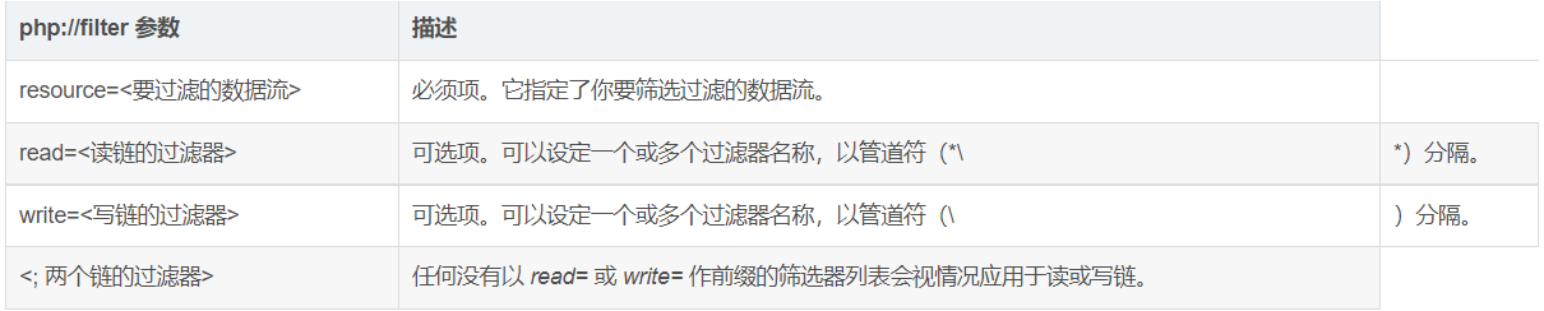 php://filter 参数 描述
resource=<要过滤的数据流> 必须项。它指定了你要筛选过滤的数据流。
read=<读链的过滤器> 可选项。可以设定一个或多个过滤器名称，以管道符（*\ *）分隔。
write=<写链的过滤器> 可选项。可以设定一个或多个过滤器名称，以管道符（\ ）分隔。
<; 两个链的过滤器> 任何没有以 read= 或 write= 作前缀的筛选器列表会视情况应用于读或写链。